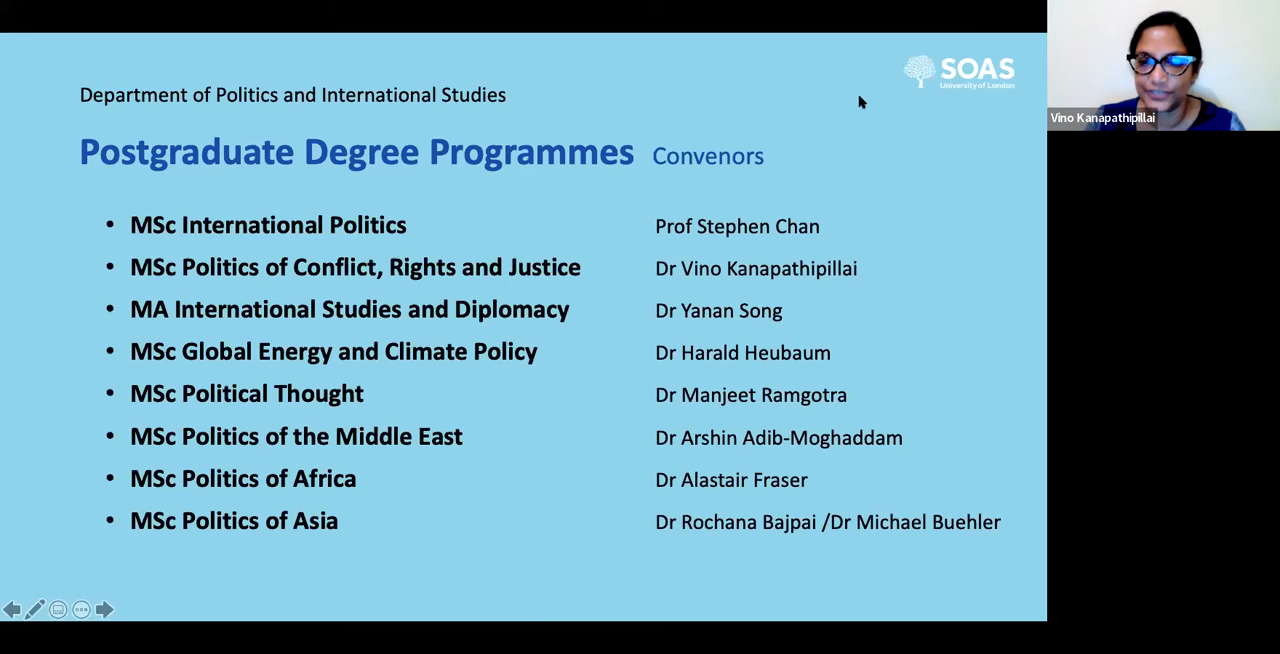 SOAS
University of London
Department of Politics and International Studies
Vino Kanapathipillai
Postgraduate Degree Programmes Convenors
• MSc International Politics Prof Stephen Chan
• MSc Politics of Conflict, Rights and Justice Dr Vino Kanapathipillai
• MA International Studies and Diplomacy Dr Yanan Song
• MSc Global Energy and Climate Policy Dr Harald Heubaum
• MSc Political Thought Dr Manjeet Ramgotra
• MSc Politics of the Middle East Dr Arshin Adib-Moghaddam
• MSc Politics of Africa Dr Alastair Fraser
• MSc Politics of Asia Dr Rochana Bajpai /Dr Michael Buehler